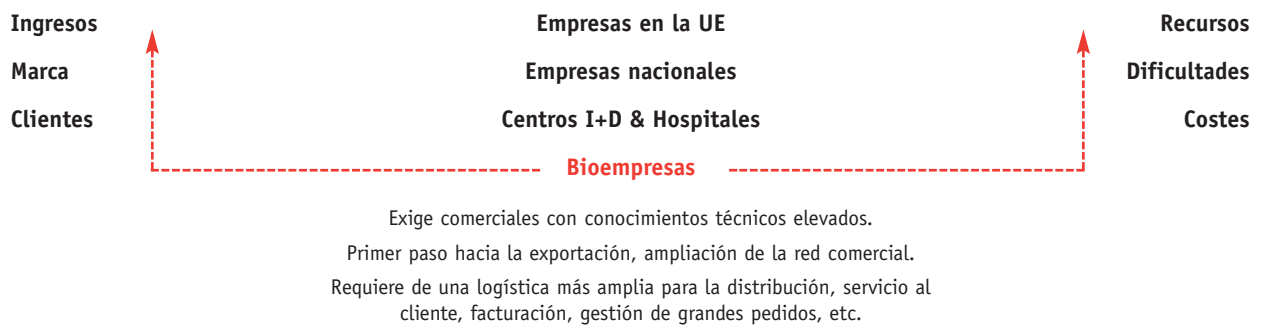 Ingresos Empresas en la UE Recursos
Marca Empresas nacionales Dificultades
Clientes Centros I+D & Hospitales Costes
Bioempresas
Exige comerciales con conocimientos técnicos elevados.
Primer paso hacia la exportación, ampliación de la red comercial.
Requiere de una logística más amplia para la distribución, servicio al
cliente, facturación, gestión de grandes pedidos, etc.